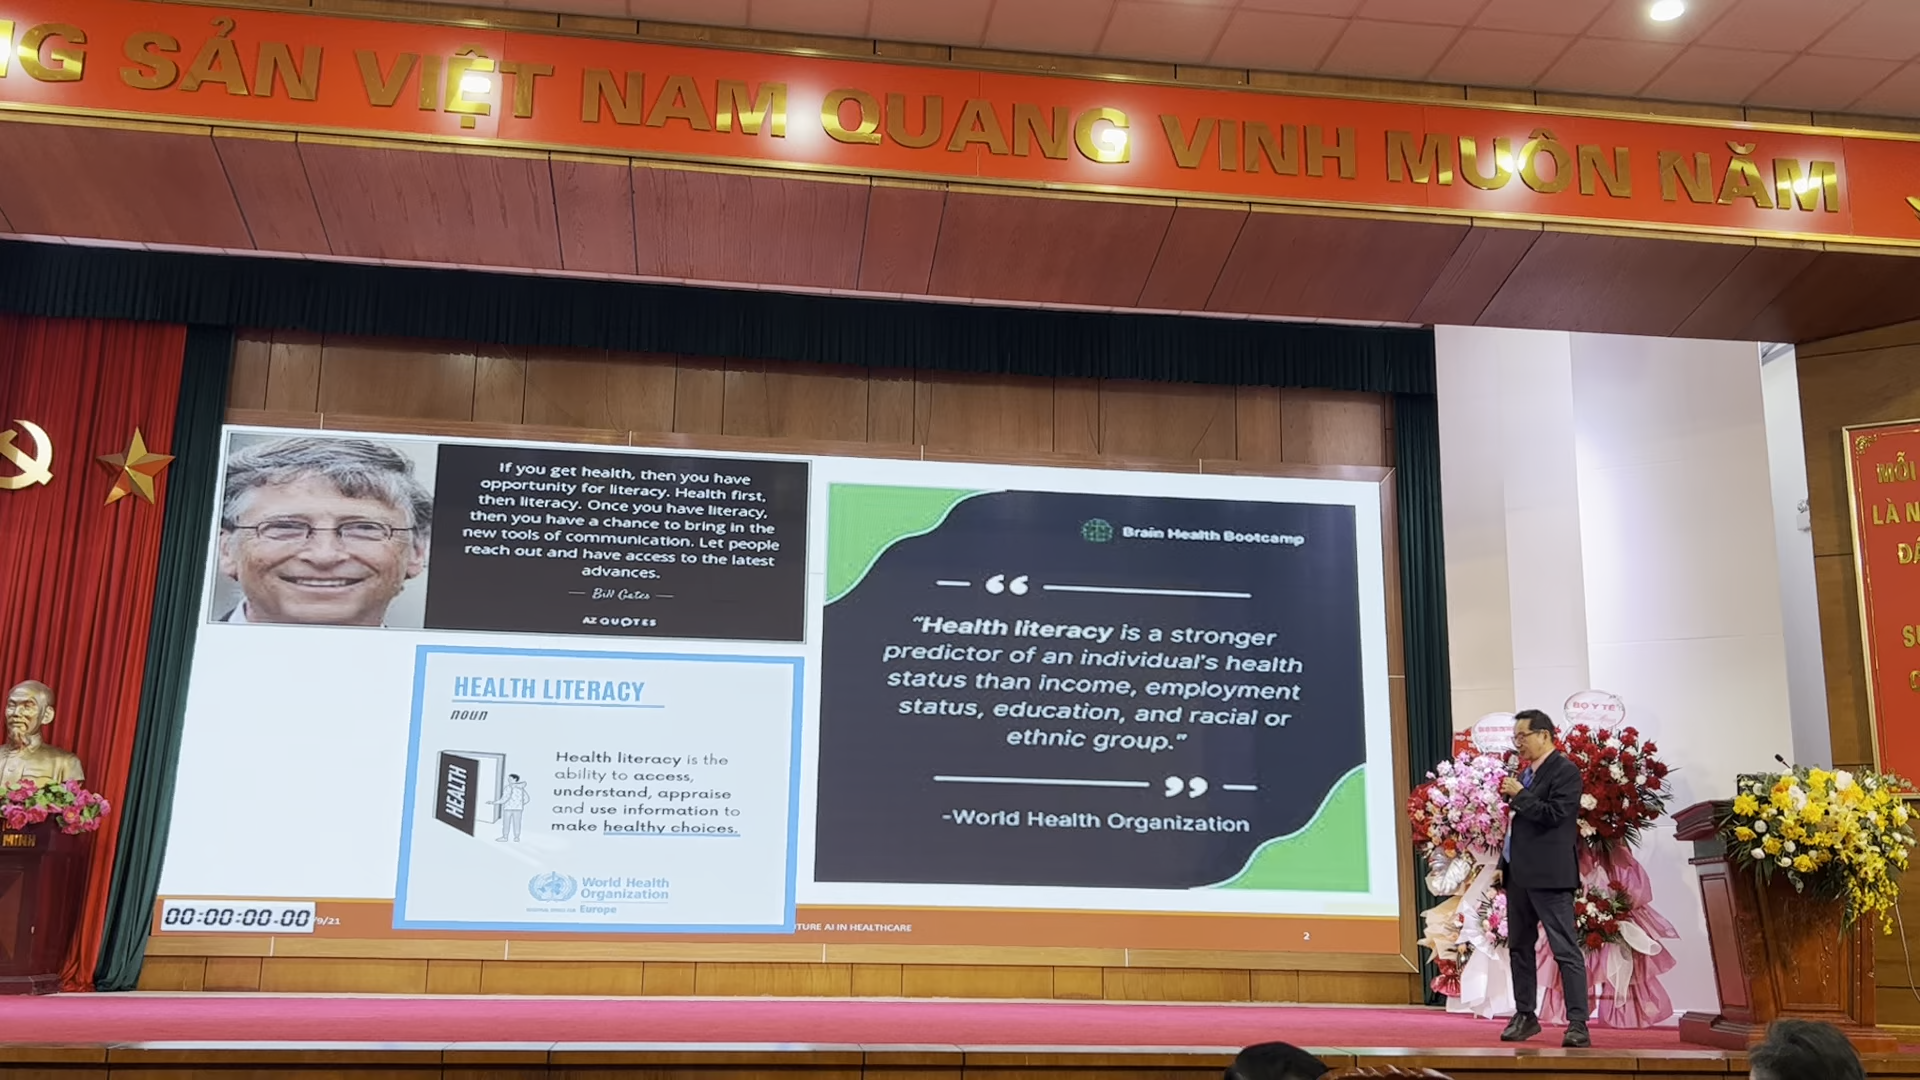 NG SẢN VIỆT NAM QUANG VINH MUÔN NĂM
If you get health, then you have
opportunity for literacy. Health first,
then literacy. Once you have literacy,
then you have a chance to bring in the
new tools of communication. Let people
reach out and have access to the latest
advances.
— Bill Gates —
AZ QUOTES
HEALTH LITERACY
noun
HEALTH
Health literacy is the
ability to access,
understand, appraise
and use information to
make healthy choices.
World Health
Organization
Europe
Brain Health Bootcamp
“
“Health literacy is a stronger
predictor of an individual's health
status than income, employment
status, education, and racial or
ethnic group.”
”
-World Health Organization
00:00:00.00
/9/21
TURE AI IN HEALTHCARE
2
BỘ Y TẾ
MINH
MỖI
LÀ N